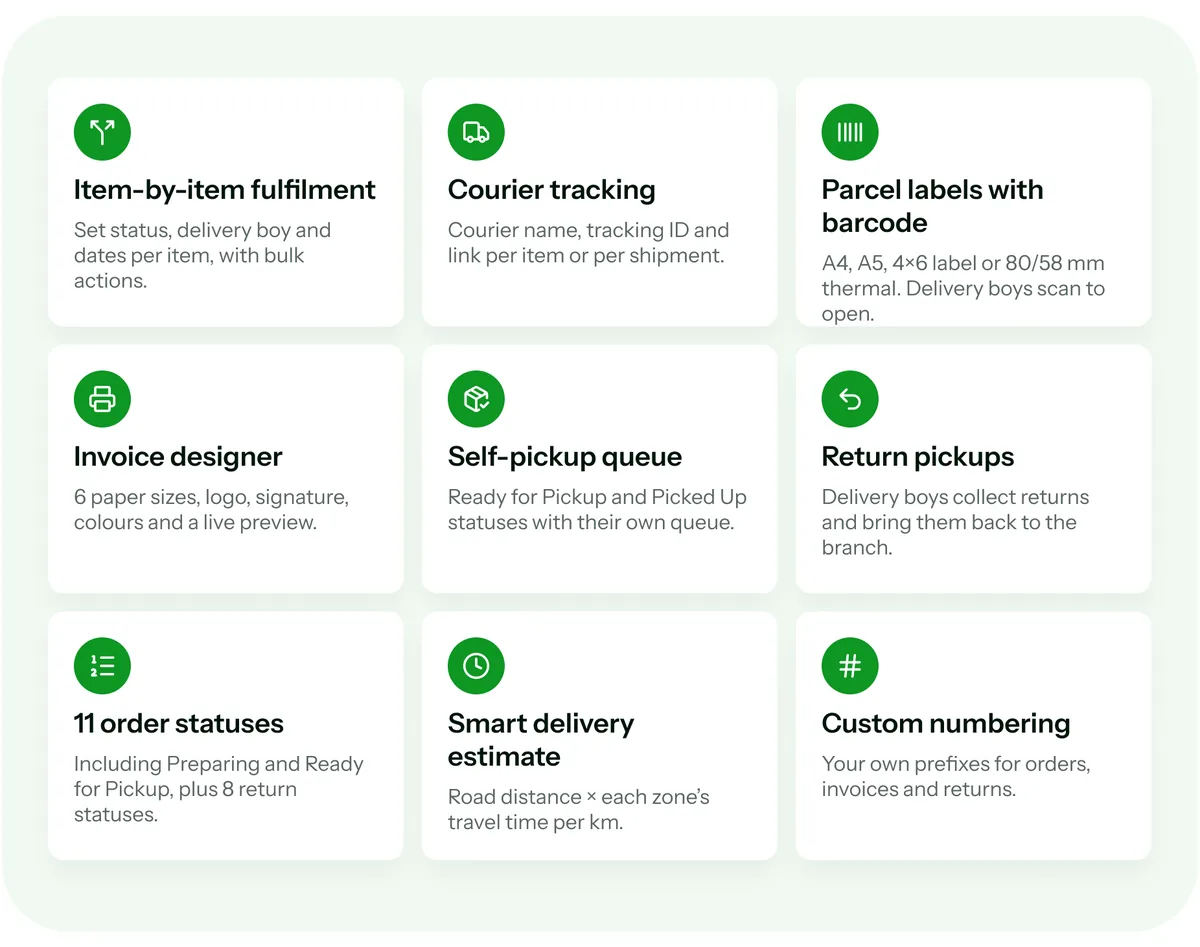 Item-by-item fulfilment
Set status, delivery boy and
dates per item, with bulk
actions.
Courier tracking
Courier name, tracking ID and
link per item or per shipment.
Parcel labels with
barcode
A4, A5, 4×6 label or 80/58 mm
thermal. Delivery boys scan to
open.
Invoice designer
6 paper sizes, logo, signature,
colours and a live preview.
Self-pickup queue
Ready for Pickup and Picked Up
statuses with their own queue.
Return pickups
Delivery boys collect returns
and bring them back to the
branch.
11 order statuses
Including Preparing and Ready
for Pickup, plus 8 return
statuses.
Smart delivery
estimate
Road distance × each zone’s
travel time per km.
Custom numbering
Your own prefixes for orders,
invoices and returns.